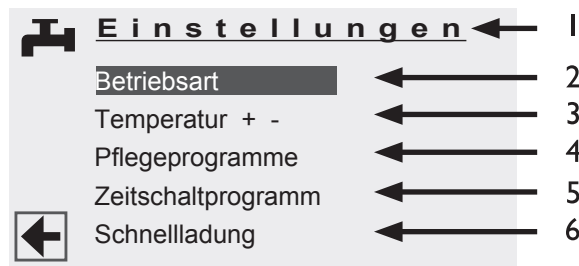 Einstellungen 1
Betriebsart 2
Temperatur + - 3
Pflegeprogramme 4
Zeitschaltprogramm 5
Schnellladung 6